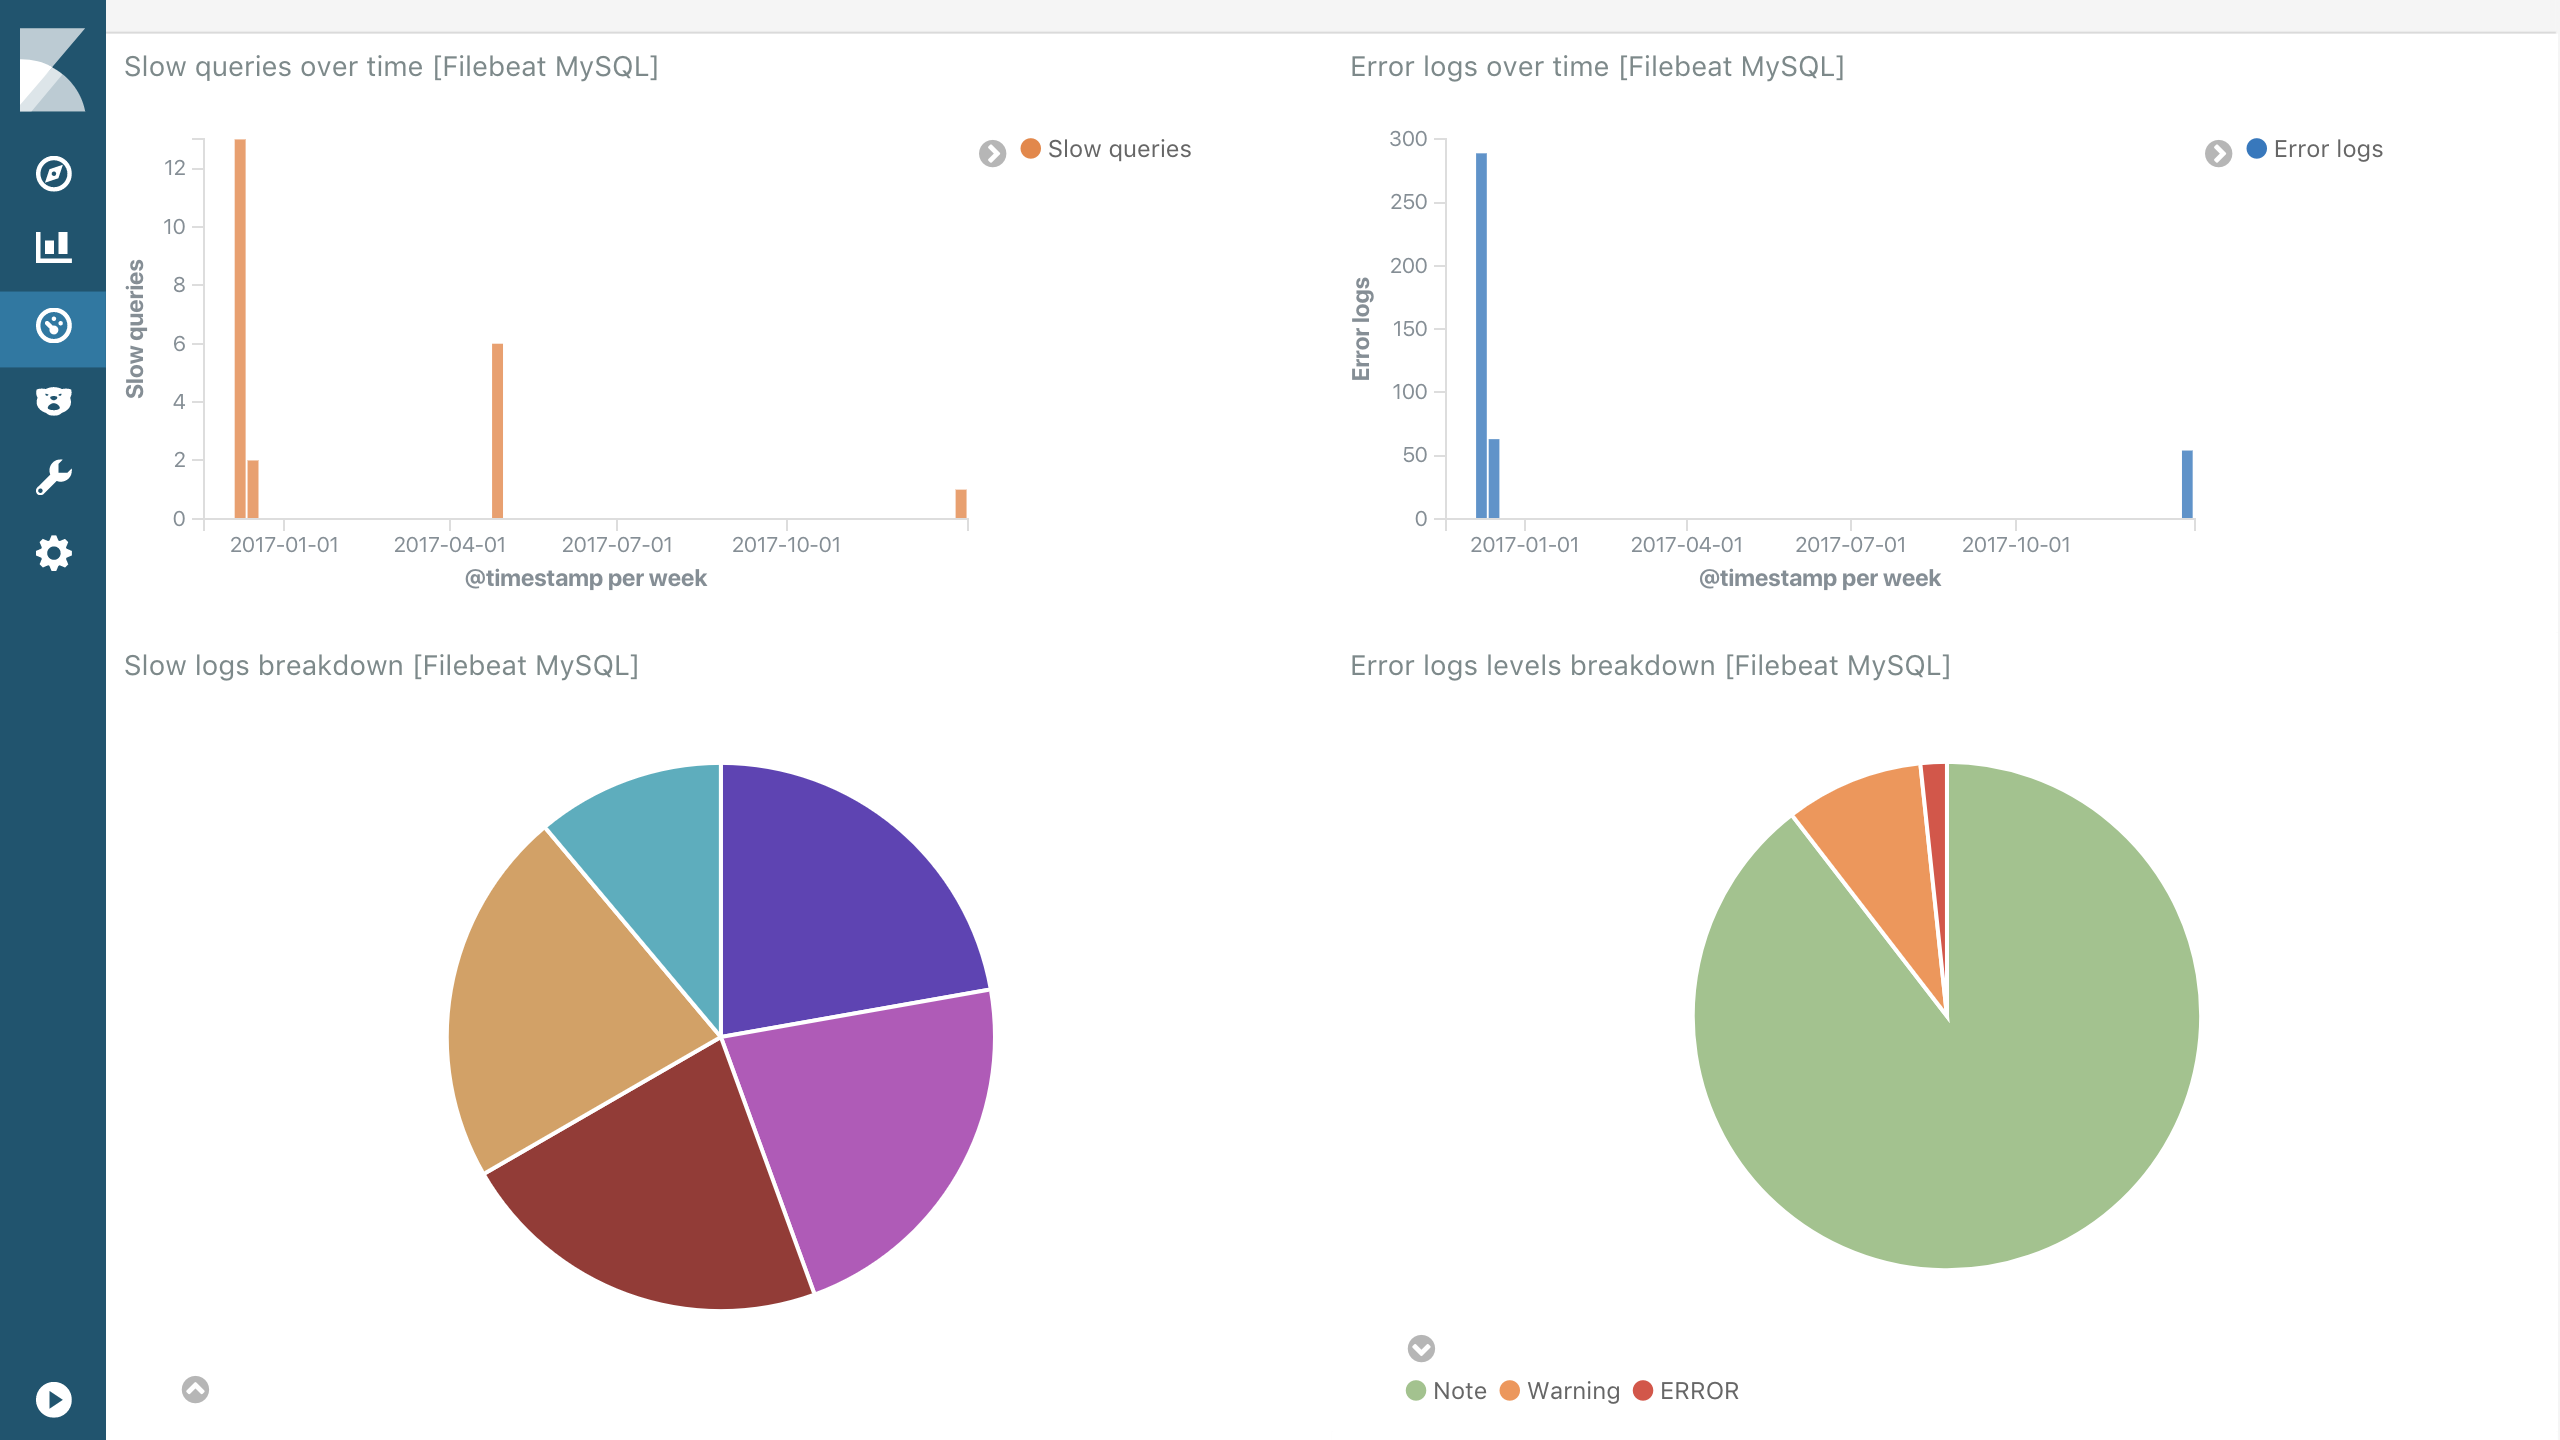 Slow queries over time [Filebeat MySQL]
Slow queries
12
10
8
6
4
2
0
2017-01-01 2017-04-01 2017-07-01 2017-10-01
@timestamp per week
Slow queries
Error logs over time [Filebeat MySQL]
Error logs
300
250
200
150
100
50
0
2017-01-01 2017-04-01 2017-07-01 2017-10-01
@timestamp per week
Error logs
Slow logs breakdown [Filebeat MySQL]
Error logs levels breakdown [Filebeat MySQL]
Note Warning ERROR